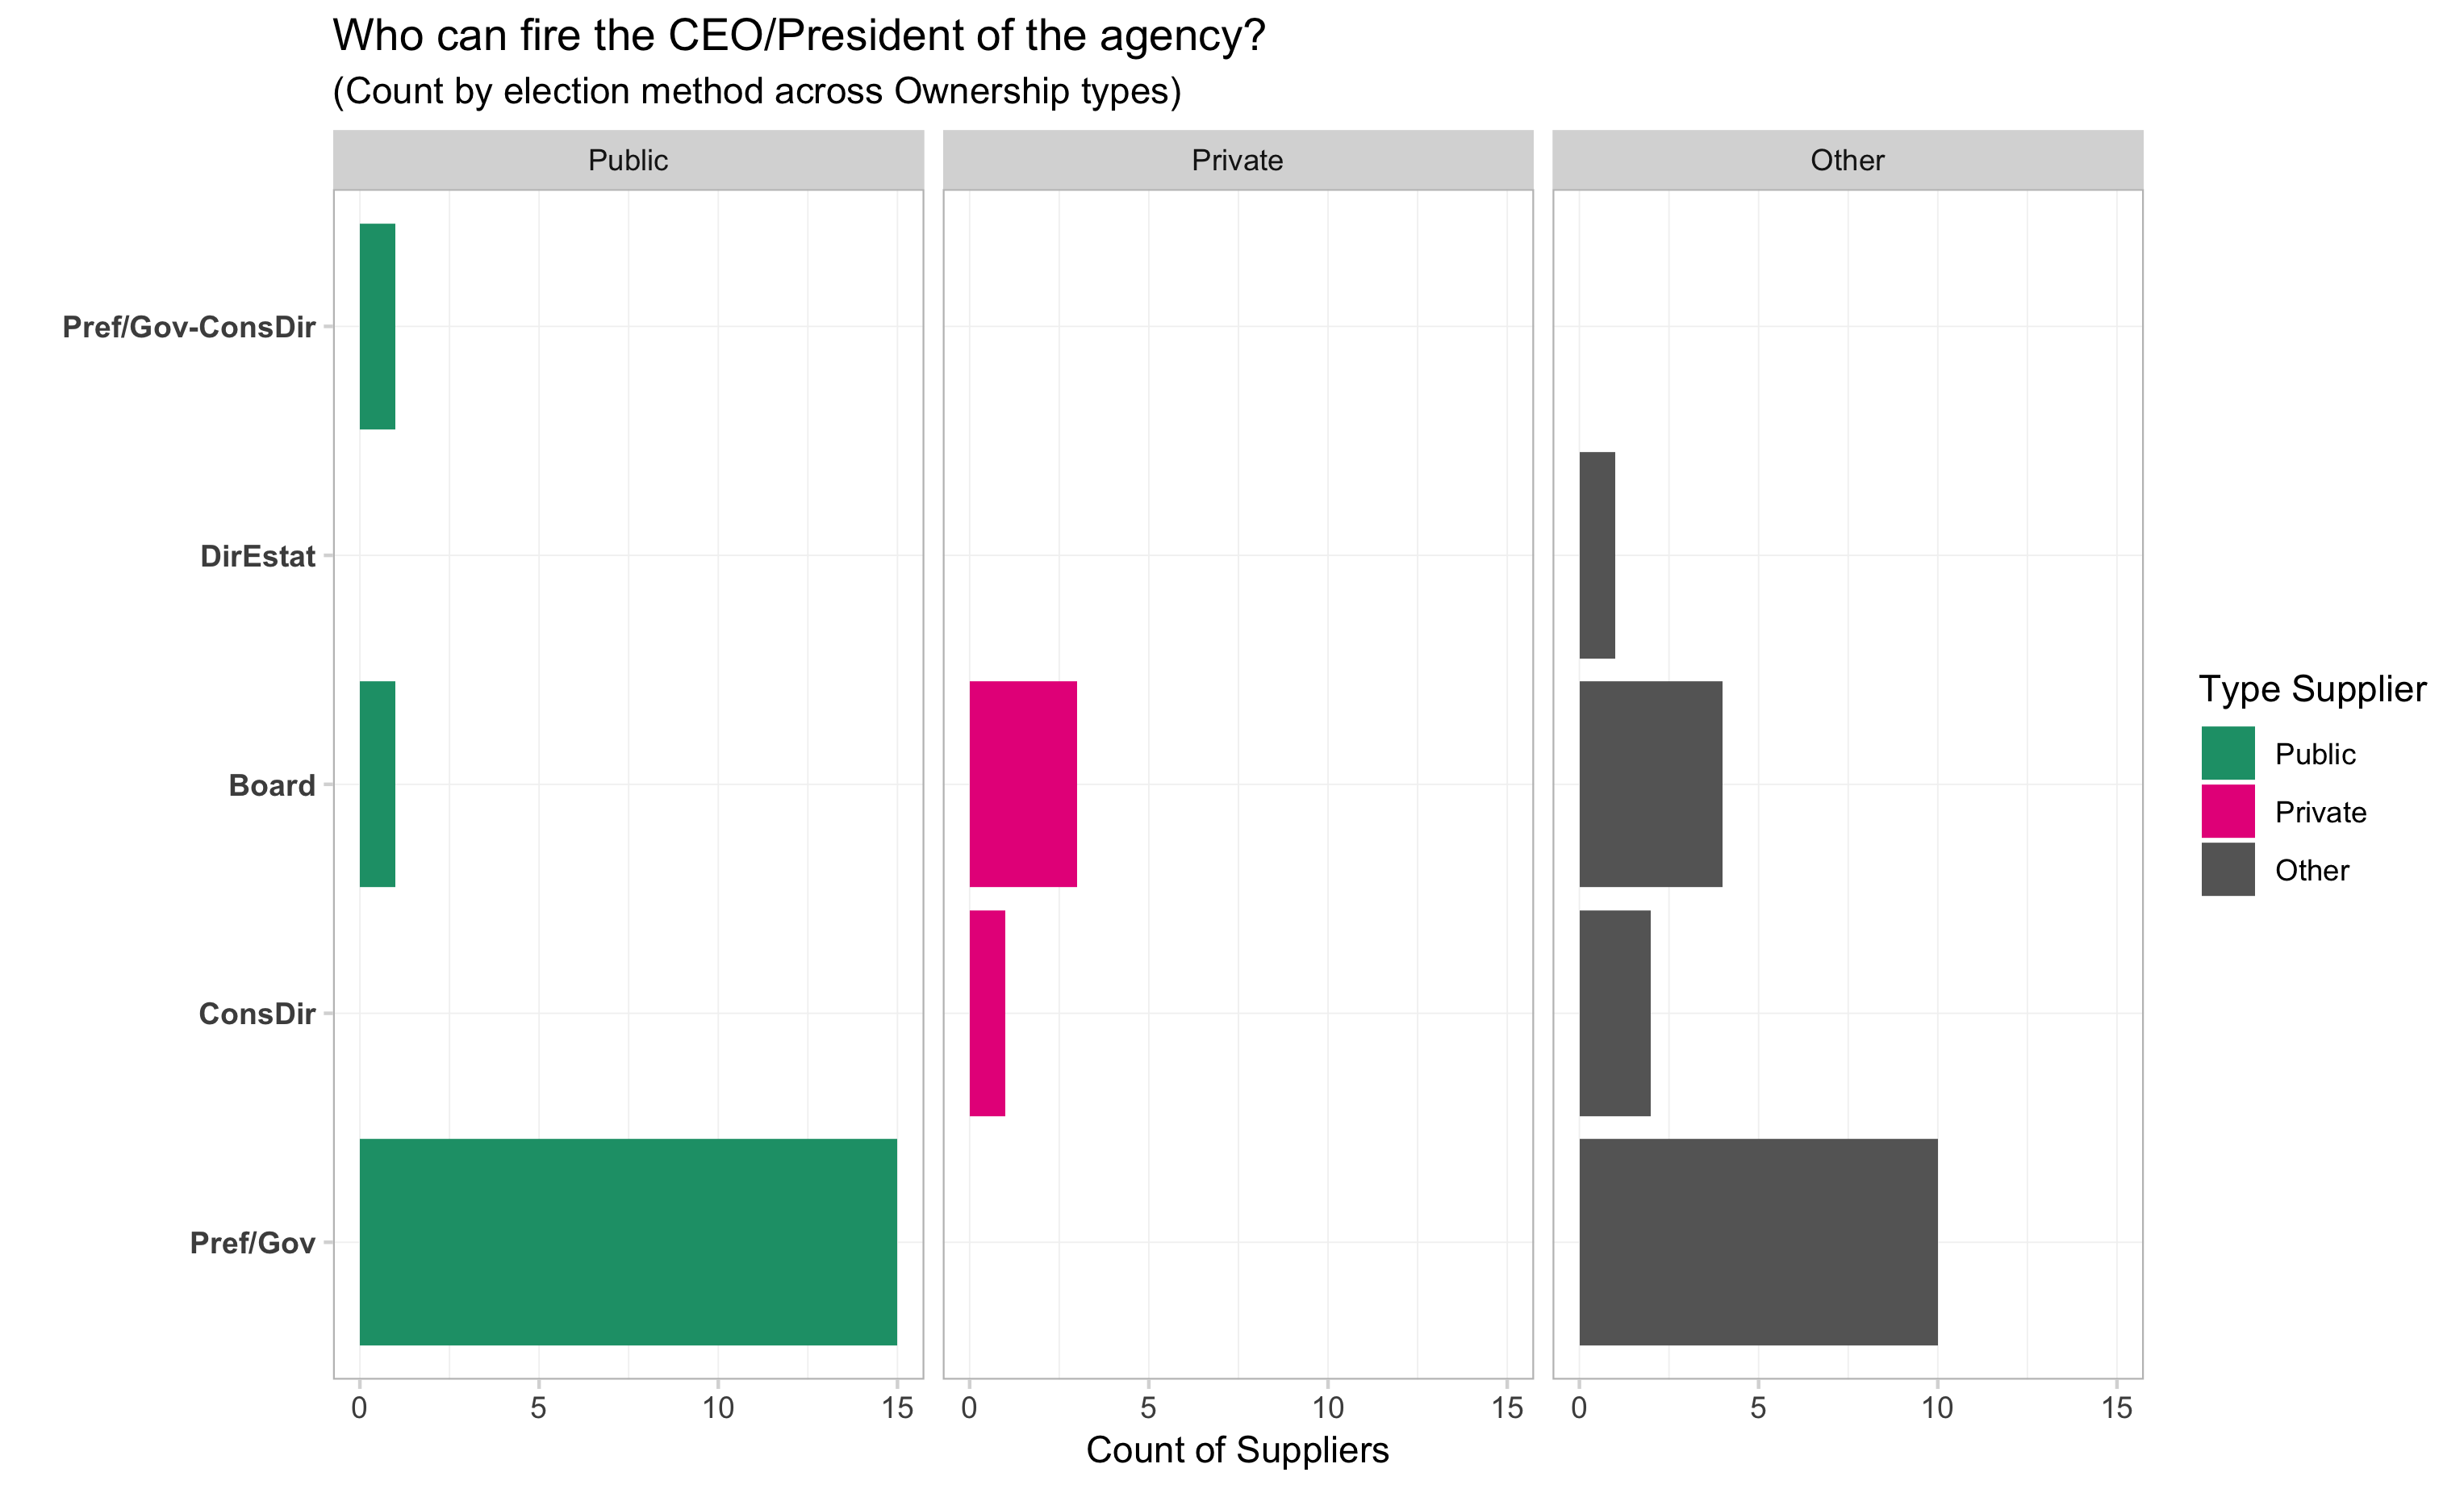 Who can fire the CEO/President of the agency?
(Count by election method across Ownership types)
Public
Private
Other
Pref/Gov-ConsDir
DirEstat
Board
ConsDir
Pref/Gov
0 5 10 15
0 5 10 15
0 5 10 15
Count of Suppliers
Type Supplier
Public
Private
Other